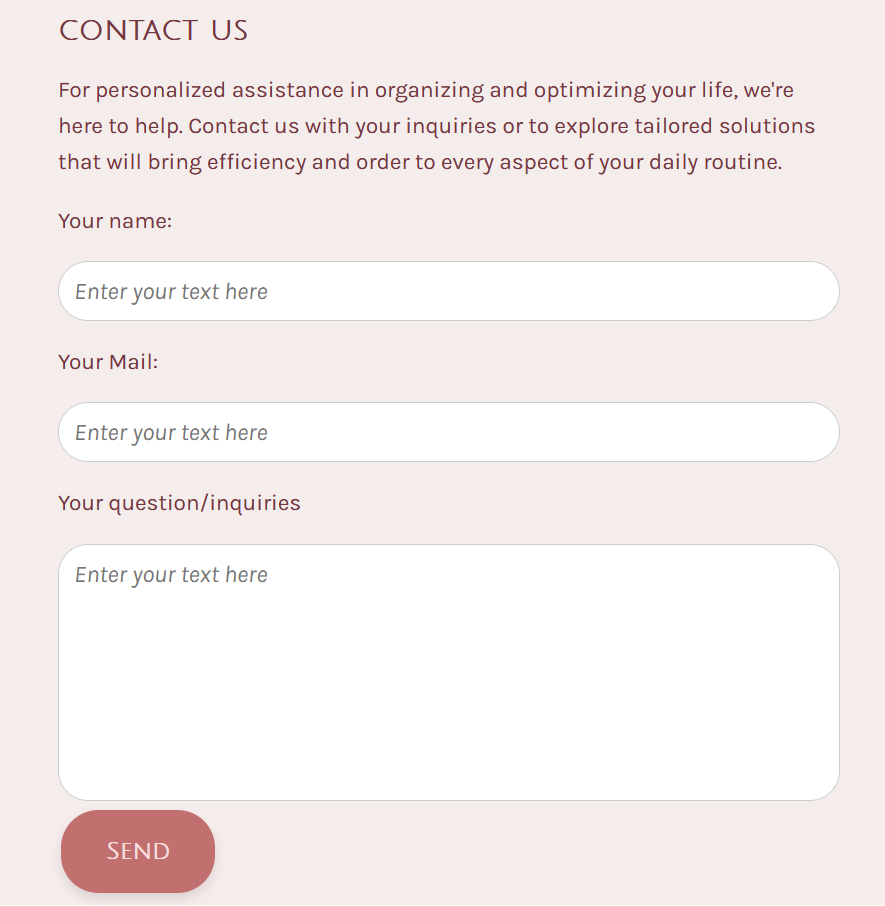 CONTACT US
For personalized assistance in organizing and optimizing your life, we're
here to help. Contact us with your inquiries or to explore tailored solutions
that will bring efficiency and order to every aspect of your daily routine.
Your name:
Enter your text here
Your Mail:
Enter your text here
Your question/inquiries
Enter your text here
SEND